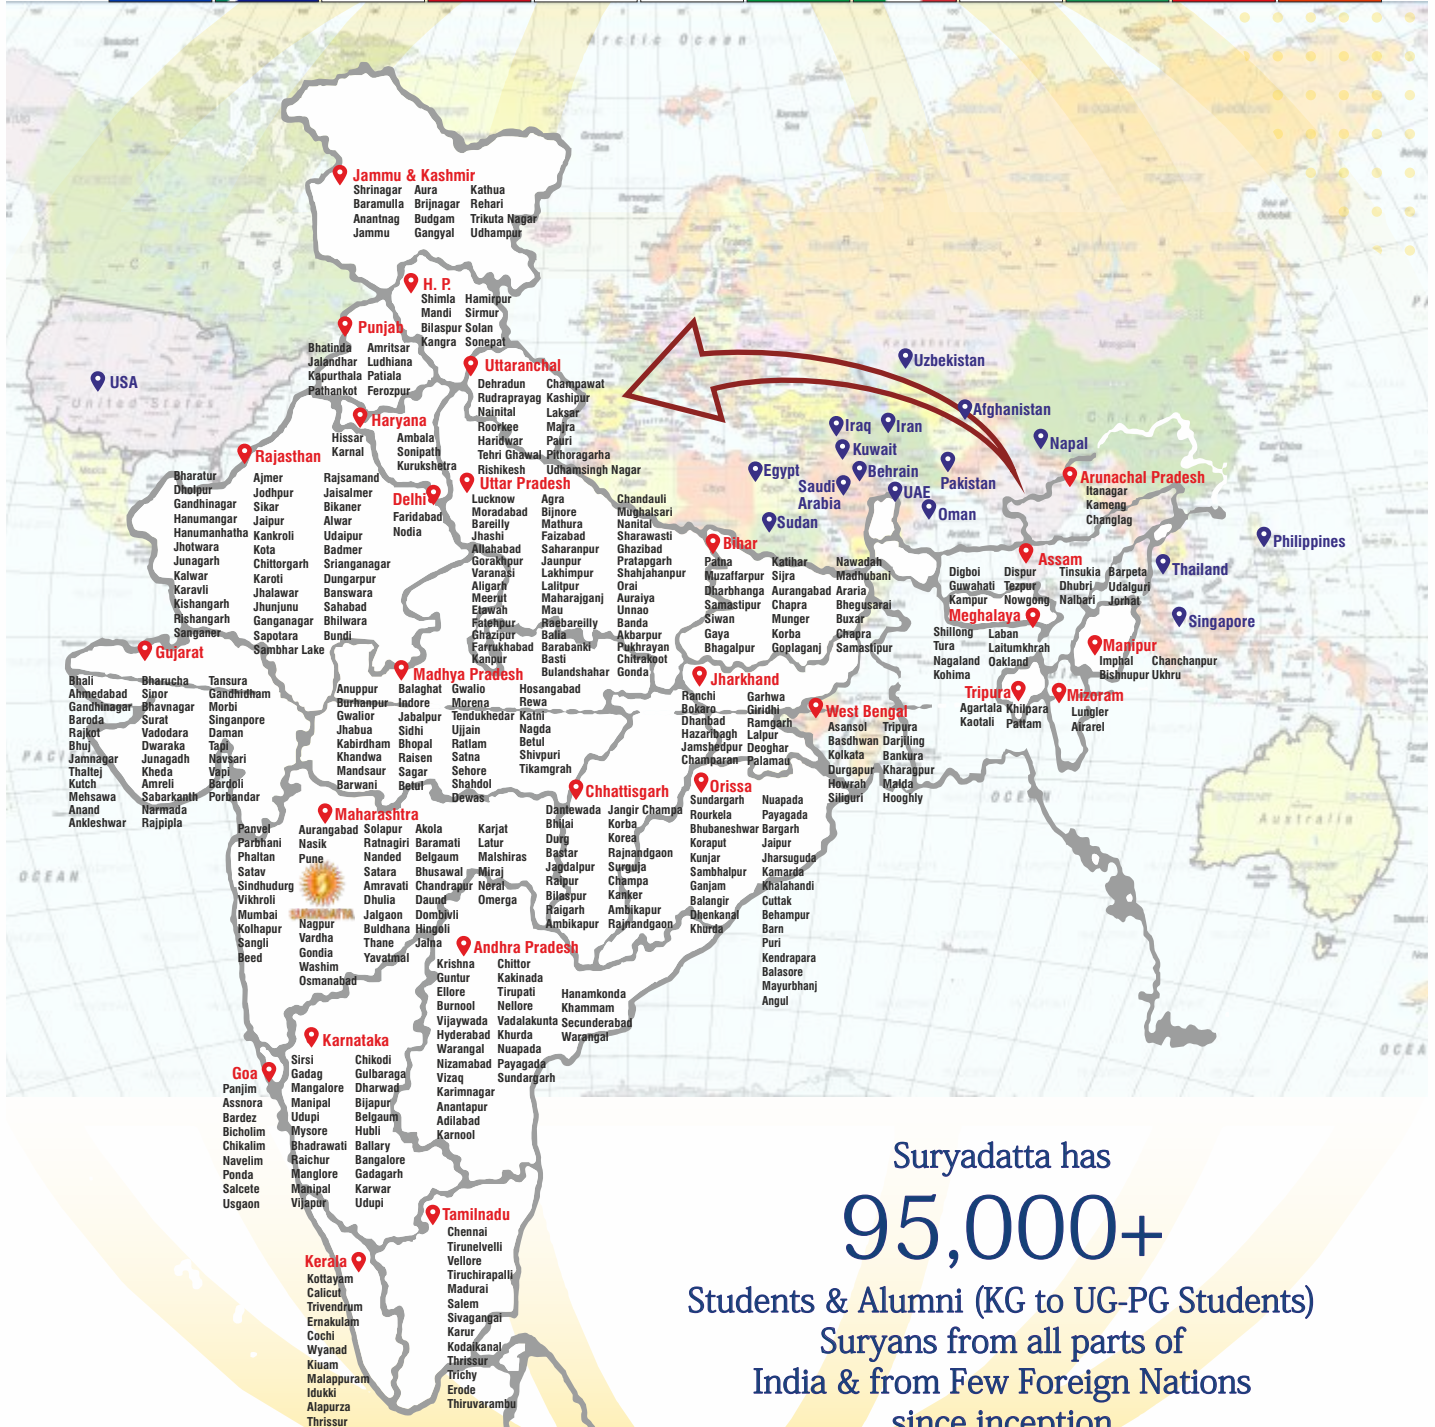 Arctic Ocean
Jammu & Kashmir
Shrinagar Aura Kathua
Baramulla Brijnagar Rehari
Anantnag Budgam Trikuta Nagar
Jammu Gangyal Udhampur
H. P.
Shimla Hamirpur
Mandi Sirmur
Bilaspur Solan
Kangra Sonepat
Punjab
Bhatinda Amritsar
Jalandhar Ludhiana
Kapurthala Patiala
Pathankot Ferozpur
Uttaranchal
Dehradun Champawat
Rudraprayag Kashipur
Nainital Laksar
Roorkee Majra
Haridwar Pauri
Tehri Ghawal Pithoragarha
Rishikesh Udhamsingh Nagar
USA
United States
Haryana
Hissar Ambala
Karnal Sonipath
Kurukshetra
Uzbekistan
Afghanistan
Iraq
Iran
Napal
Kuwait
Egypt
Behrain
Pakistan
Saudi
Arabia
UAE
Oman
Sudan
China
Philippines
Thailand
Singapore
Rajasthan
Bharatur Ajmer Rajsamand
Dholpur Jodhpur Jaisalmer
Gandhinagar Sikar Bikaner
Hanumangar Jaipur Alwar
Hanumanhatha Kankroli Udaipur
Jhotwara Kota Badmer
Junagarh Chittorgarh Srianganagar
Kalwar Karoti Dungarpur
Karavli Jhalawar Banswara
Kishangarh Jhunjunu Sahabad
Rishangarh Ganganagar Bhilwara
Sanganer Sapotara Bundi
Sambhar Lake
Delhi
Faridabad
Nodia
Uttar Pradesh
Lucknow Agra Chandauli
Moradabad Bijnore Mughalsari
Bareilly Mathura Nanital
Jhashi Faizabad Sharawasti
Allahabad Saharanpur Ghazibad
Gorakhpur Jaunpur Pratapgarh
Varanasi Lakhimpur Shahjahanpur
Aligarh Lalitpur Orai
Meerut Maharajganj Auraiya
Etawah Mau Unnao
Fatehpur Raebareilly Banda
Ghazipur Balia Akbarpur
Farrukhabad Barabanki Pukhrayan
Kanpur Basti Chitrakoot
Bulandshahar Gonda
Bihar
Patna Katihar Nawadah
Muzaffarpur Sijra Madhubani
Dharbhanga Aurangabad Araria
Samastipur Chapra Bhegusarai
Siwan Munger Buxar
Gaya Korba Chapra
Bhagalpur Goplaganj Samastipur
Arunachal Pradesh
Itanagar
Kameng
Changlag
Assam
Digboi Dispur Tinsukia Barpeta
Guwahati Tezpur Dhubri Udalguri
Kampur Nowgong Nalbari Jorhat
Meghalaya
Shillong Laban
Tura Laitumkhrah
Nagaland Oakland
Kohima
Manipur
Imphal Chanchanpur
Bishnupur Ukhru
Tripura
Agartala Khilpara
Kaotali Pattam
Mizoram
Lungler
Airarel
Gujarat
Bhali Bharucha Tansura
Ahmedabad Sinor Gandhidham
Gandhinagar Bhavnagar Morbi
Baroda Surat Singanpore
Rajkot Vadodara Daman
Bhuj Dwaraka Tapi
Jamnagar Junagadh Navsari
Thaltej Kheda Vapi
Kutch Amreli Bardoli
Mehsawa Sabarkanth Porbandar
Anand Narmada
Ankleshwar Rajpipla
Madhya Pradesh
Anuppur Balaghat Gwalio Hosangabad
Burhanpur Indore Morena Rewa
Gwalior Jabalpur Tendukhedar Katni
Jhabua Sidhi Ujjain Nagda
Kabirdham Bhopal Ratlam Betul
Khandwa Raisen Satna Shivpuri
Mandsaur Sagar Sehore Tikamgrah
Barwani Betul Shahdol
Dewas
Jharkhand
Ranchi Garhwa
Bokaro Giridhi
Dhanbad Ramgarh
Hazaribagh Lalpur
Jamshedpur Deoghar
Champaran Palamau
West Bengal
Asansol Tripura
Basdhwan Darjiling
Kolkata Bankura
Durgapur Kharagpur
Howrah Malda
Siliguri Hooghly
Chhattisgarh
Dantewada Jangir Champa
Bhilai Korba
Durg Korea
Bastar Rajnandgaon
Jagdalpur Surguja
Raipur Champa
Bilaspur Kanker
Raigarh Ambikapur
Ambikapur Rajnandgaon
Orissa
Sundargarh Nuapada
Rourkela Payagada
Bhubaneshwar Bargarh
Koraput Jaipur
Kunjar Jharsuguda
Sambhalpur Kamarda
Ganjam Khalahandi
Balangir Cuttak
Dhenkanal Behampur
Khurda Barn
Puri
Kendrapara
Balasore
Mayurbhanj
Angul
Maharashtra
Panvel Aurangabad Solapur Akola Karjat
Parbhani Nasik Ratnagiri Baramati Latur
Phaltan Pune Nanded Belgaum Malshiras
Satav Satara Bhusawal Miraj
Sindhudurg Amravati Chandrapur Neral
Vikhroli Dhulia Daund Omerga
SURYADATTA
Mumbai Jalgaon Dombivli
Kolhapur Nagpur Buldhana Hingoli
Sangli Vardha Thane Jalna
Beed Gondia Yavatmal
Washim
Osmanabad
Andhra Pradesh
Krishna Chittor
Guntur Kakinada
Ellore Tirupati Hanamkonda
Burnool Nellore Khammam
Vijaywada Vadalakunta Secunderabad
Hyderabad Khurda Warangal
Warangal Nuapada
Nizamabad Payagada
Vizaq Sundargarh
Karimnagar
Anantapur
Adilabad
Karnool
Australia
OCEAN
Karnataka
Sirsi Chikodi
Gadag Gulbaraga
Mangalore Dharwad
Manipal Bijapur
Udupi Belgaum
Mysore Hubli
Bhadrawati Ballary
Raichur Bangalore
Manglore Gadagarh
Manipal Karwar
Vijapur Udupi
Goa
Panjim
Assnora
Bardez
Bicholim
Chikalim
Navelim
Ponda
Salcete
Usgaon
Tamilnadu
Chennai
Tirunelvelli
Vellore
Tiruchirapalli
Madurai
Salem
Sivagangai
Karur
Kodaikanal
Thrissur
Trichy
Erode
Thiruvarambu
Kerala
Kottayam
Calicut
Trivendrum
Ernakulam
Cochi
Wyanad
Kiuam
Malappuram
Idukki
Alapurza
Thrissur
Suryadatta has
95,000+
Students & Alumni (KG to UG-PG Students)
Suryans from all parts of
India & from Few Foreign Nations
since inception